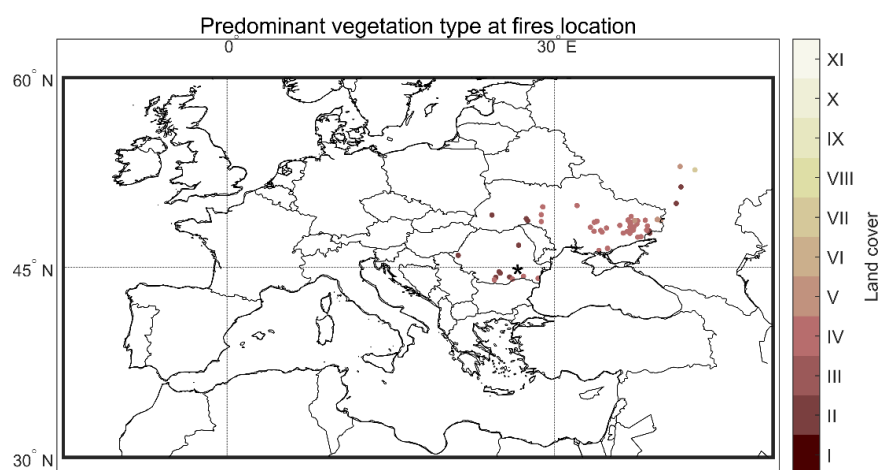 Predominant vegetation type at fires location
0° 30° E
60° N
45° N
30° N
XI
X
IX
VIII
VII
VI
V
IV
III
II
I
Land cover